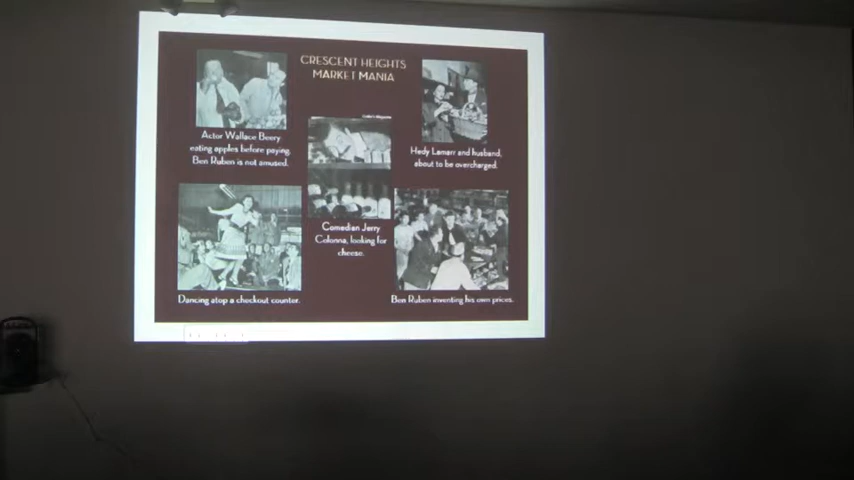 CRESCENT HEIGHTS
MARKET MANIA
Actor Wallace Beery
eating apples before paying.
Ben Ruben is not amused.
Hedy Lamarr and husband,
about to be overcharged.
Comedian Jerry
Colonna, looking for
cheese.
Dancing atop a checkout counter.
Ben Ruben inventing his own prices.